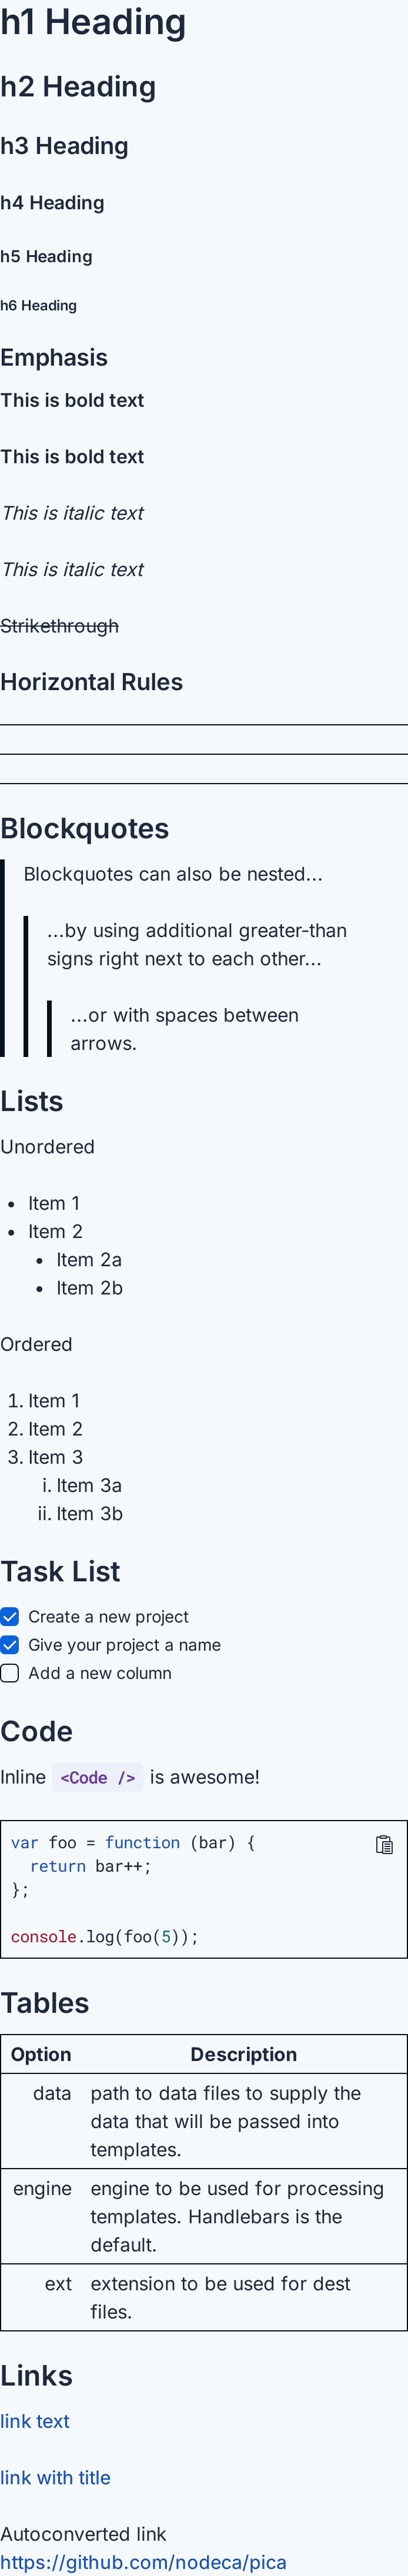 h1 Heading
h2 Heading
h3 Heading
h4 Heading
h5 Heading
h6 Heading
Emphasis
This is bold text
This is bold text
This is italic text
This is italic text
Strikethrough
Horizontal Rules
Blockquotes
Blockquotes can also be nested...
...by using additional greater-than
signs right next to each other...
...or with spaces between
arrows.
Lists
Unordered
• Item 1
• Item 2
• Item 2a
• Item 2b
Ordered
1. Item 1
2. Item 2
3. Item 3
i. Item 3a
ii. Item 3b
Task List
Create a new project
Give your project a name
Add a new column
Code
Inline <Code /> is awesome!
var foo = function (bar) {
  return bar++;
};
console.log(foo(5));
Tables
Option Description
data path to data files to supply the
data that will be passed into
templates.
engine engine to be used for processing
templates. Handlebars is the
default.
ext extension to be used for dest
files.
Links
link text
link with title
Autoconverted link
https://github.com/nodeca/pica